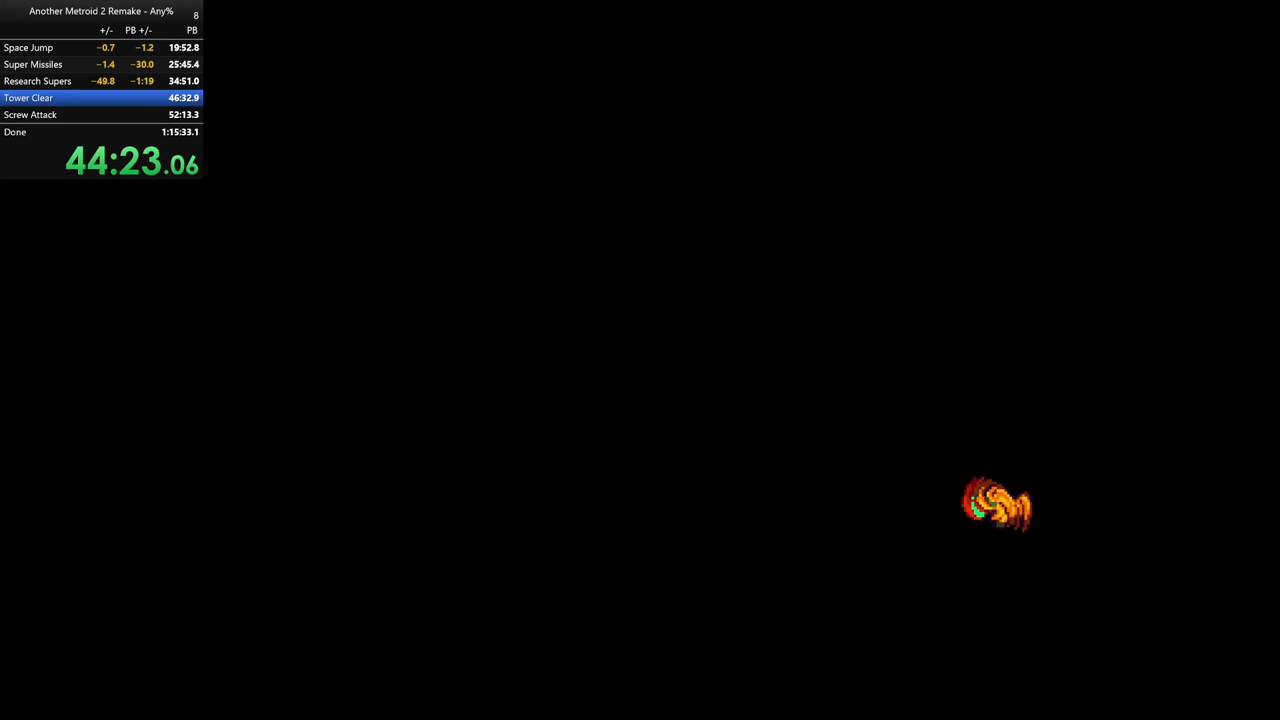 Another Metroid 2 Remake - Any%
8
+/- PB +/- PB
Space Jump −0.7 −1.2 19:52.8
Super Missiles −1.4 −30.0 25:45.4
Research Supers −49.8 −1:19 34:51.0
Tower Clear 46:32.9
Screw Attack 52:13.3
Done 1:15:33.1
44:23.06